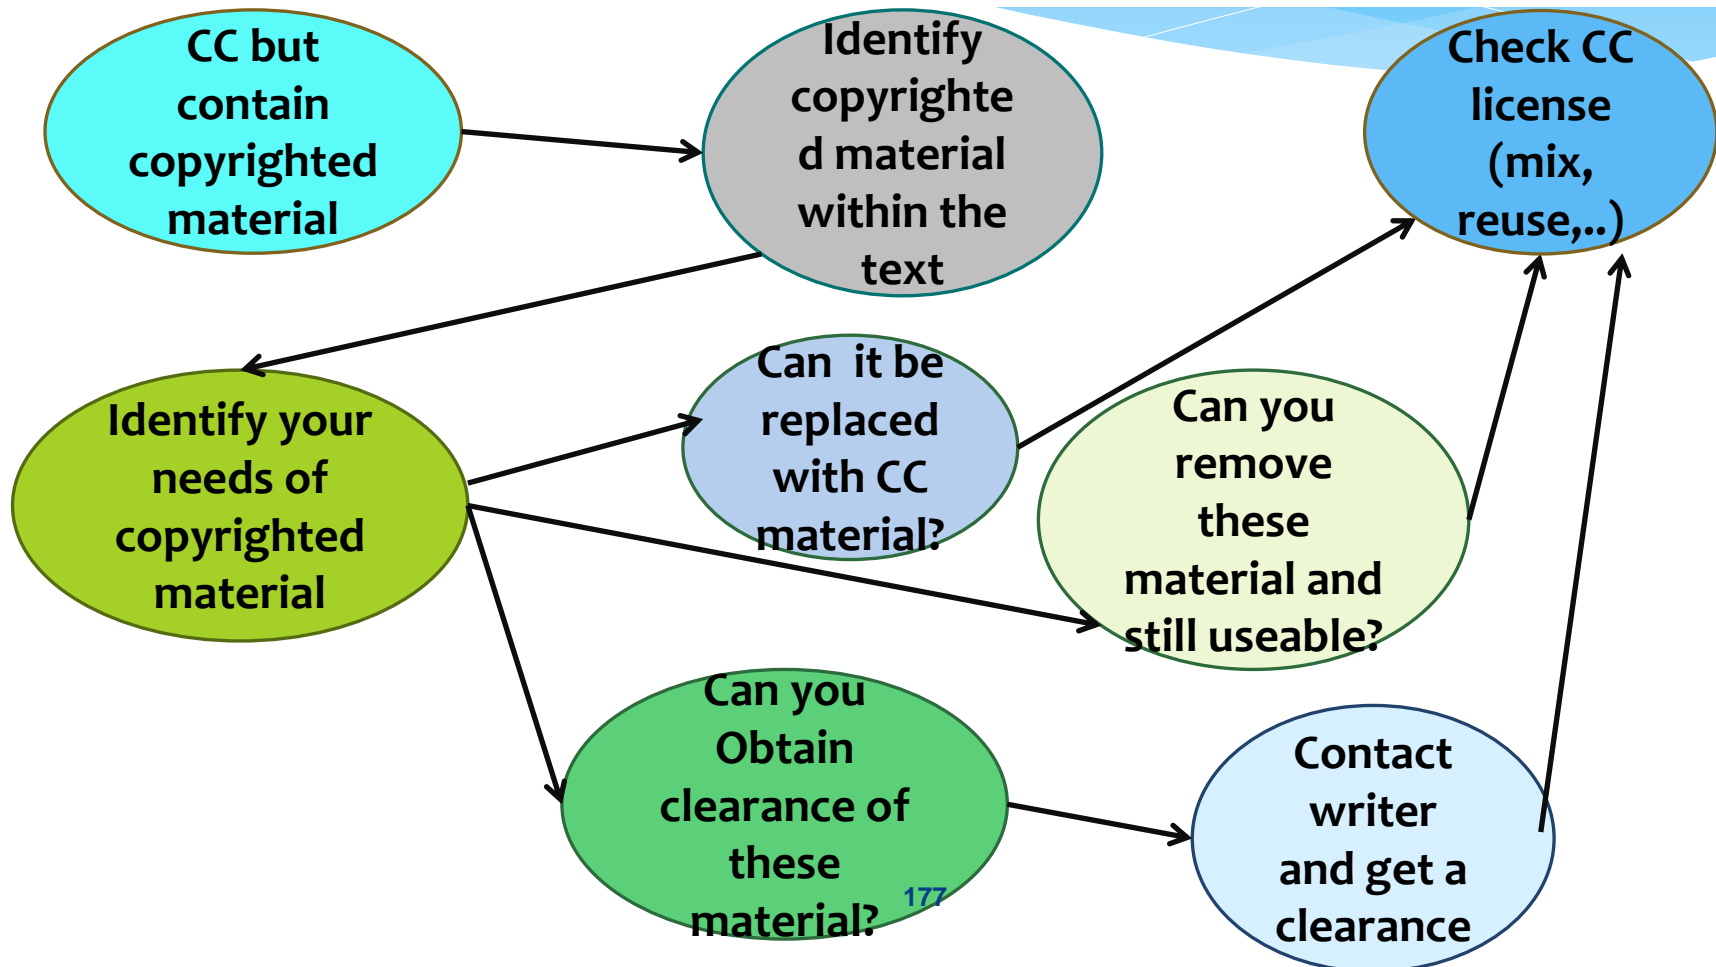 CC but
contain
copyrighted
material
Identify
copyrighte
d material
within the
text
Check CC
license
(mix,
reuse,..)
Identify your
needs of
copyrighted
material
Can  it be
replaced
with CC
material?
Can you
remove
these
material and
still useable?
Can you
Obtain
clearance of
these
material?
177
Contact
writer
and get a
clearance